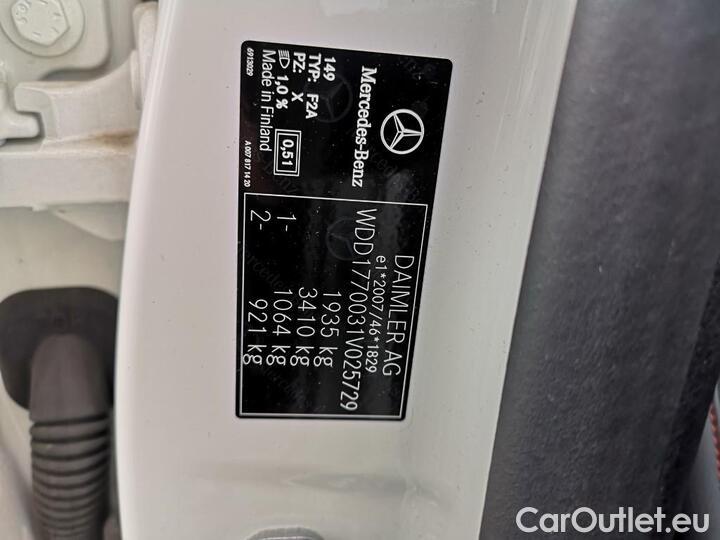 Mercedes-Benz
149
TYP: F2A
PZ: X
1,0 %
0,51
Made in Finland
6913029
A 007 817 14 20
DAIMLER AG
e1*2007/46*1829
WDD1770031V025729
1935 kg
3410 kg
1- 1064 kg
2- 921 kg
CarOutlet.eu